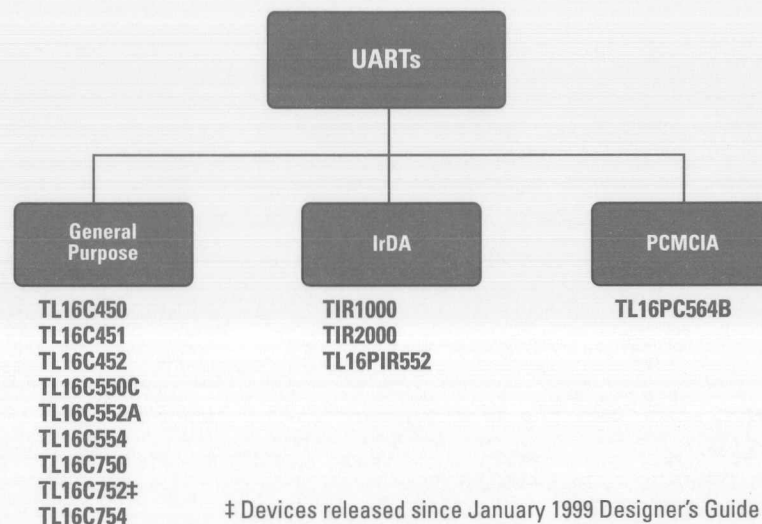 UARTs
General
Purpose
TL16C450
TL16C451
TL16C452
TL16C550C
TL16C552A
TL16C554
TL16C750
TL16C752‡
TL16C754
IrDA
TIR1000
TIR2000
TL16PIR552
PCMCIA
TL16PC564B
‡ Devices released since January 1999 Designer's Guide